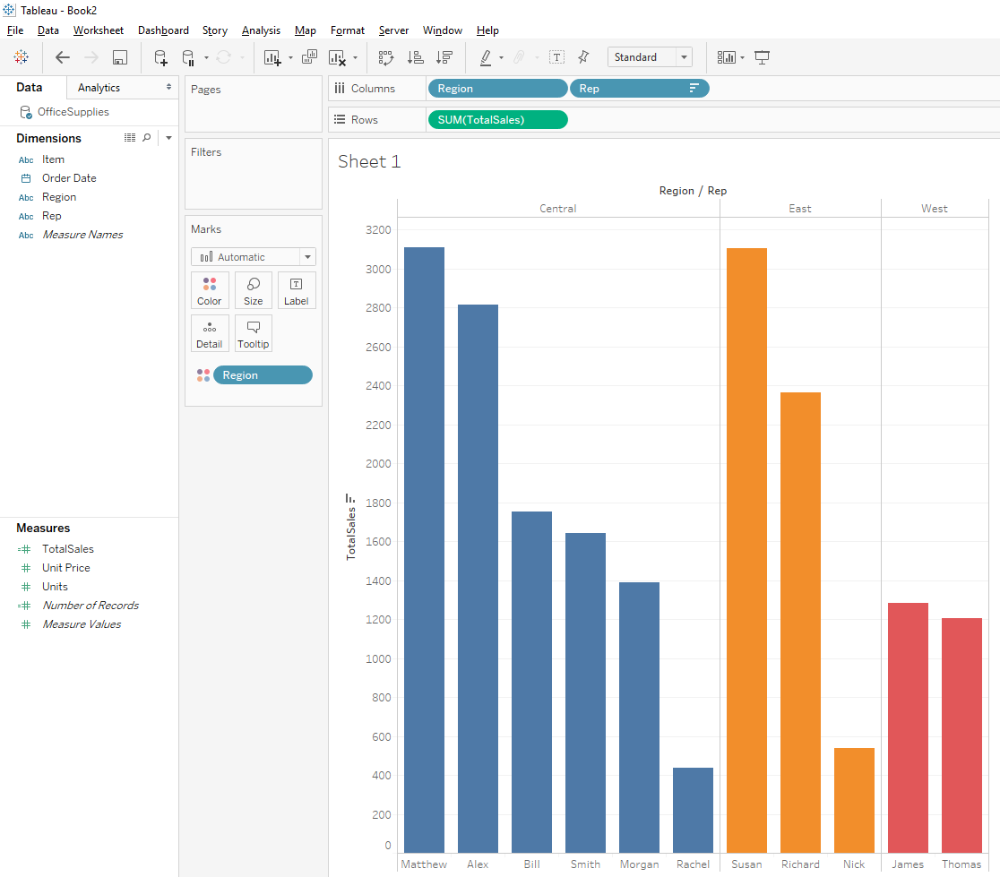 Tableau - Book2
File Data Worksheet Dashboard Story Analysis Map Format Server Window Help
Standard
Data Analytics
OfficeSupplies
Dimensions
Abc Item
Order Date
Abc Region
Abc Rep
Abc Measure Names
Measures
TotalSales
Unit Price
Units
Number of Records
Measure Values
Pages
Filters
Marks
Automatic
Color Size Label
Detail Tooltip
Region
Columns Region Rep
Rows SUM(TotalSales)
Sheet 1
Region / Rep
Central East West
TotalSales
3200
3000
2800
2600
2400
2200
2000
1800
1600
1400
1200
1000
800
600
400
200
0
Matthew Alex Bill Smith Morgan Rachel Susan Richard Nick James Thomas